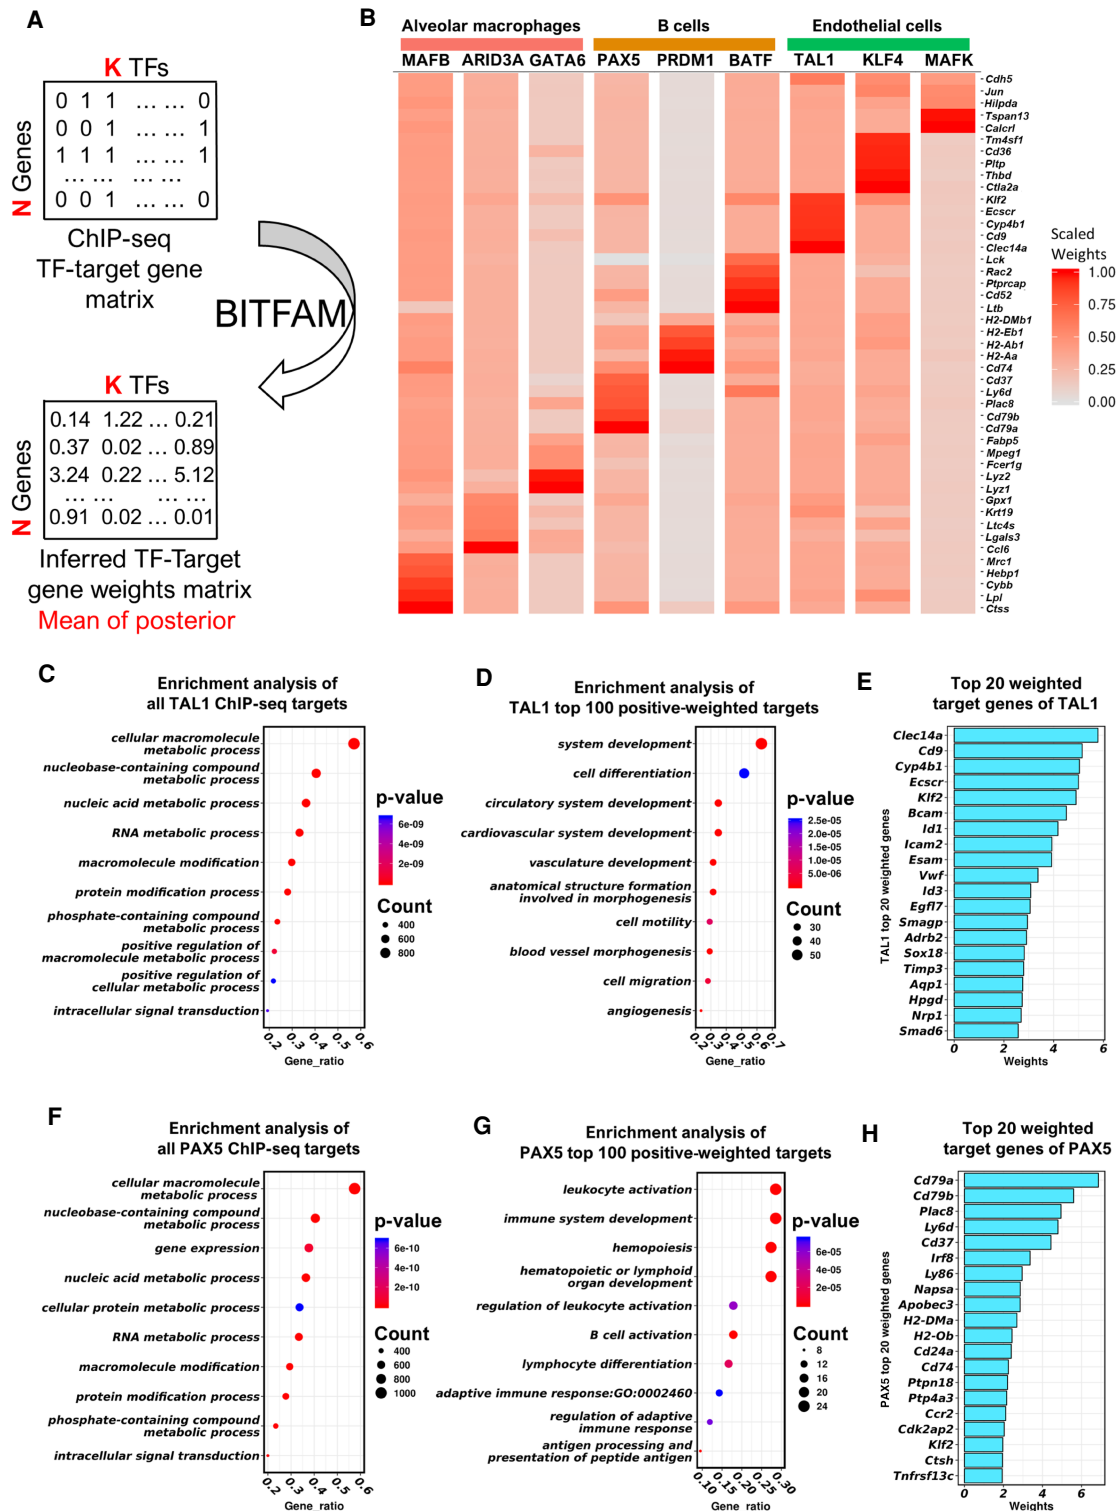 A
K TFs
N Genes
0 1 1 ... ... 0
0 0 1 ... ... 1
1 1 1 ... ... 1
... ... ...
0 0 1 ... ... 0
ChIP-seq
TF-target gene
matrix
BITFAM
K TFs
N Genes
0.14 1.22 ... 0.21
0.37 0.02 ... 0.89
3.24 0.22 ... 5.12
... ... ... ...
0.91 0.02 ... 0.01
Inferred TF-Target
gene weights matrix
Mean of posterior
B
Alveolar macrophages B cells Endothelial cells
MAFB ARID3A GATA6 PAX5 PRDM1 BATF TAL1 KLF4 MAFK
Cdh5
Jun
Hilpda
Tspan13
Calcrl
Tm4sf1
Cd36
Pltp
Thbd
Ctla2a
Klf2
Ecscr
Cyp4b1
Cd9
Clec14a
Lck
Rac2
Ptprcap
Cd52
Ltb
H2-DMb1
H2-Eb1
H2-Ab1
H2-Aa
Cd74
Cd37
Ly6d
Plac8
Cd79b
Cd79a
Fabp5
Mpeg1
Fcer1g
Lyz2
Lyz1
Gpx1
Krt19
Ltc4s
Lgals3
Ccl6
Mrc1
Hebp1
Cybb
Lpl
Ctss
Scaled
Weights
1.00
0.75
0.50
0.25
0.00
C
Enrichment analysis of
all TAL1 ChIP-seq targets
cellular macromolecule
metabolic process
nucleobase-containing compound
metabolic process
nucleic acid metabolic process
RNA metabolic process
macromolecule modification
protein modification process
phosphate-containing compound
metabolic process
positive regulation of
macromolecule metabolic process
positive regulation of
cellular metabolic process
intracellular signal transduction
0.2 0.3 0.4 0.5 0.6
Gene_ratio
p-value
6e-09
4e-09
2e-09
Count
400
600
800
D
Enrichment analysis of
TAL1 top 100 positive-weighted targets
system development
cell differentiation
circulatory system development
cardiovascular system development
vasculature development
anatomical structure formation
involved in morphogenesis
cell motility
blood vessel morphogenesis
cell migration
angiogenesis
0.2 0.3 0.4 0.5 0.6 0.7
Gene_ratio
p-value
2.5e-05
2.0e-05
1.5e-05
1.0e-05
5.0e-06
Count
30
40
50
E
Top 20 weighted
target genes of TAL1
TAL1 top 20 weighted genes
Clec14a
Cd9
Cyp4b1
Ecscr
Klf2
Bcam
Id1
Icam2
Esam
Vwf
Id3
Egfl7
Smagp
Adrb2
Sox18
Timp3
Aqp1
Hpgd
Nrp1
Smad6
0 2 4 6
Weights
F
Enrichment analysis of
all PAX5 ChIP-seq targets
cellular macromolecule
metabolic process
nucleobase-containing compound
metabolic process
gene expression
nucleic acid metabolic process
cellular protein metabolic process
RNA metabolic process
macromolecule modification
protein modification process
phosphate-containing compound
metabolic process
intracellular signal transduction
0.2 0.3 0.4 0.5 0.6
Gene_ratio
p-value
6e-10
4e-10
2e-10
Count
400
600
800
1000
G
Enrichment analysis of
PAX5 top 100 positive-weighted targets
leukocyte activation
immune system development
hemopoiesis
hematopoietic or lymphoid
organ development
regulation of leukocyte activation
B cell activation
lymphocyte differentiation
adaptive immune response:GO:0002460
regulation of adaptive
immune response
antigen processing and
presentation of peptide antigen
0.10 0.15 0.20 0.25 0.30
Gene_ratio
p-value
6e-05
4e-05
2e-05
Count
8
12
16
20
24
H
Top 20 weighted
target genes of PAX5
PAX5 top 20 weighted genes
Cd79a
Cd79b
Plac8
Ly6d
Cd37
Irf8
Ly86
Napsa
Apobec3
H2-DMa
H2-Ob
Cd24a
Cd74
Ptpn18
Ptp4a3
Ccr2
Cdk2ap2
Klf2
Ctsh
Tnfrsf13c
0 2 4 6
Weights